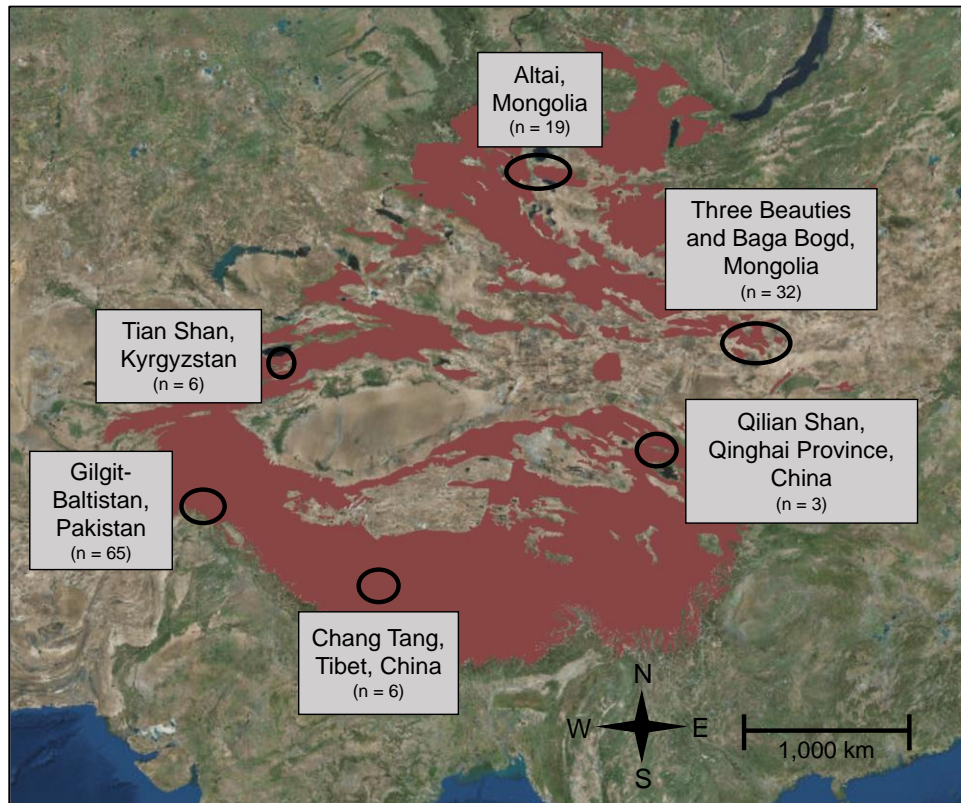 Altai,
Mongolia
(n = 19)
Three Beauties
and Baga Bogd,
Mongolia
(n = 32)
Tian Shan,
Kyrgyzstan
(n = 6)
Qilian Shan,
Qinghai Province,
China
(n = 3)
Gilgit-
Baltistan,
Pakistan
(n = 65)
Chang Tang,
Tibet, China
(n = 6)
N
W
E
S
1,000 km